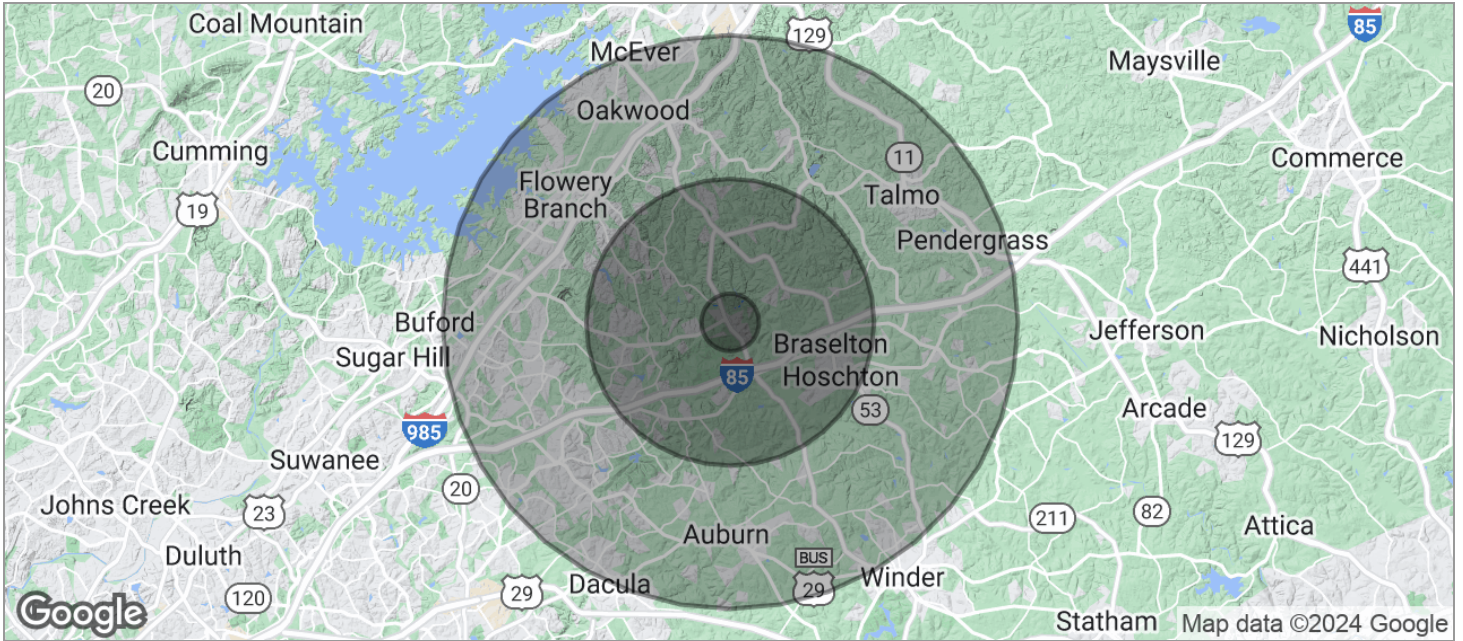 Coal Mountain
129
85
McEver
Maysville
20
Oakwood
Cumming
11
Commerce
Flowery
Branch
Talmo
19
Pendergrass
441
Buford
Jefferson
Nicholson
Sugar Hill
Braselton
85
Hoschton
53
Arcade
985
129
Suwanee
20
Johns Creek
23
211
82
Attica
Auburn
Duluth
BUS
29
Dacula
Winder
120
29
Statham
Google
Map data ©2024 Google